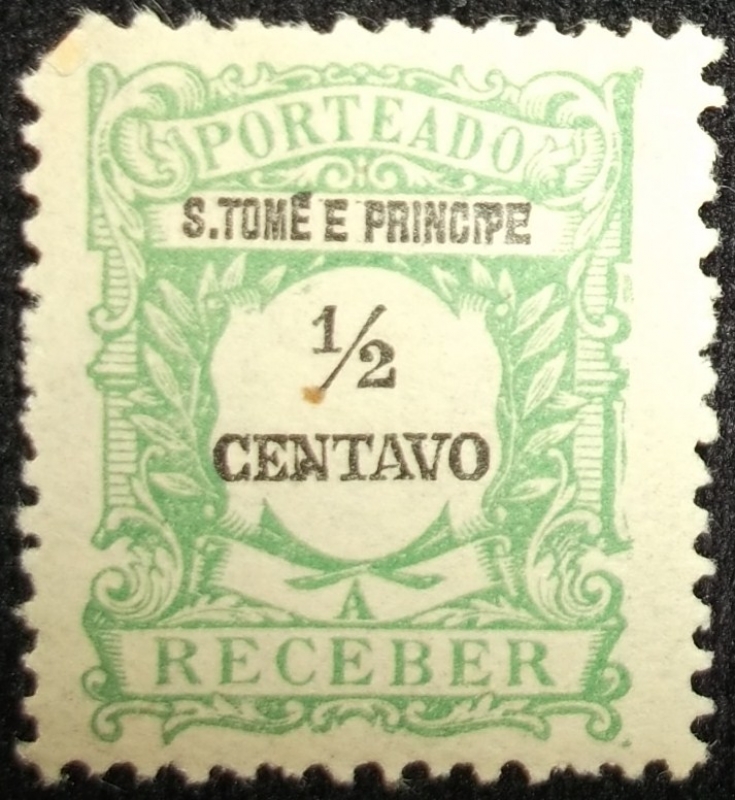 PORTEADO
S.TOMÉ E PRINCIPE
½
CENTAVO
A
RECEBER